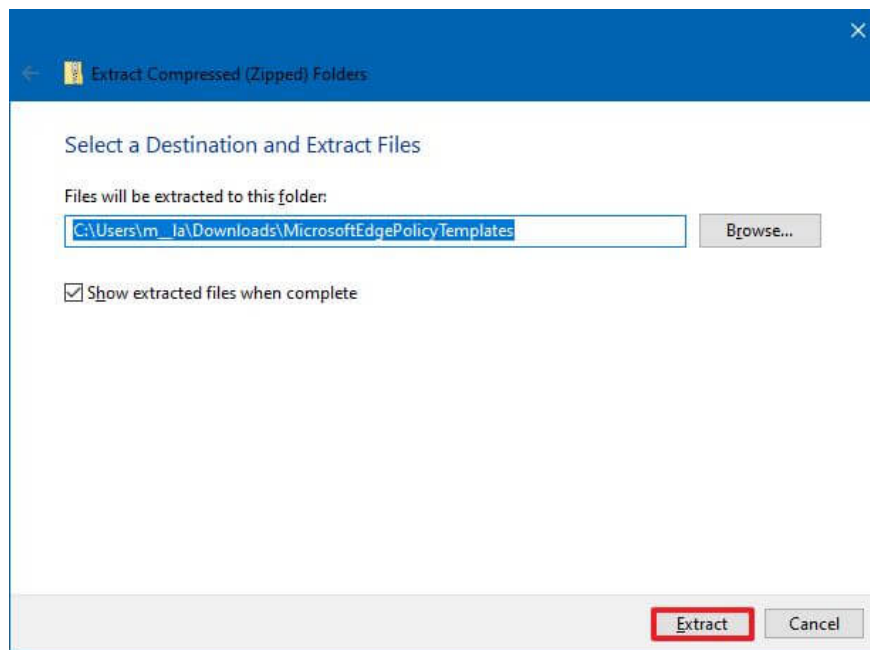 Extract Compressed (Zipped) Folders
Select a Destination and Extract Files
Files will be extracted to this folder:
C:\Users\m__la\Downloads\MicrosoftEdgePolicyTemplates
Browse...
Show extracted files when complete
Extract
Cancel